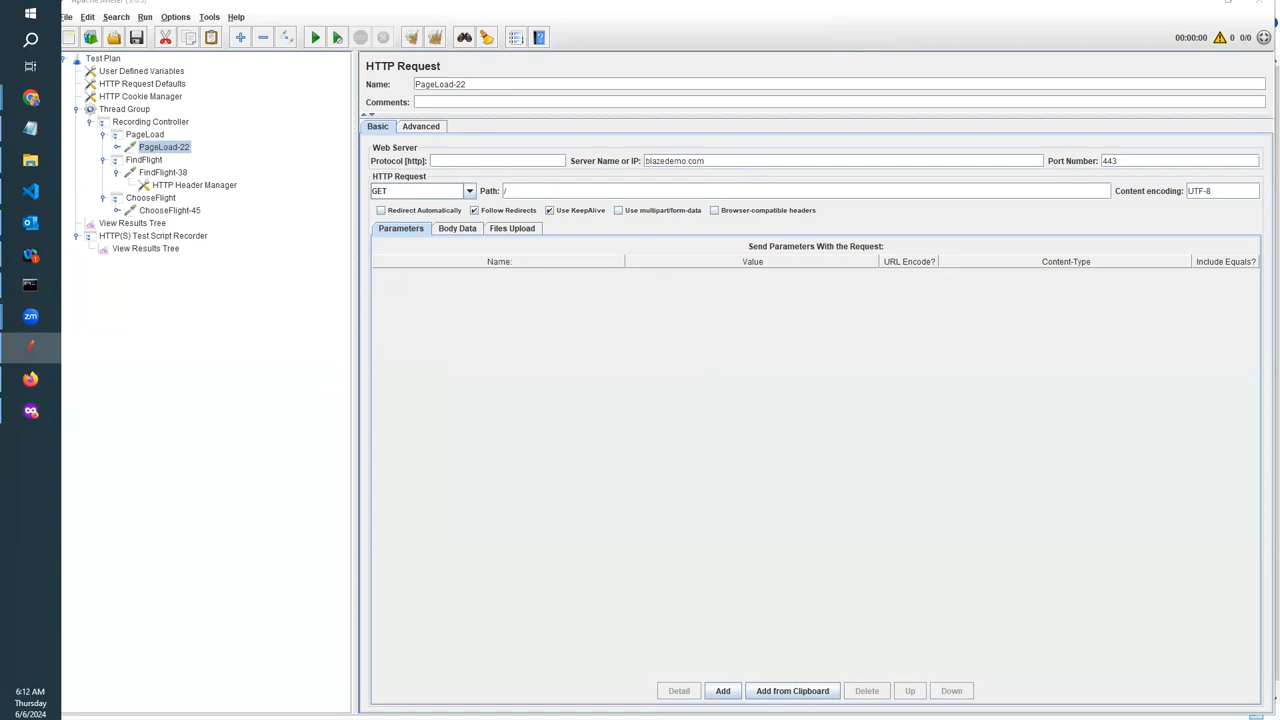 File Edit Search Run Options Tools Help
00:00:00 0 0/0
Test Plan
User Defined Variables
HTTP Request Defaults
HTTP Cookie Manager
Thread Group
Recording Controller
PageLoad
PageLoad-22
FindFlight
FindFlight-38
HTTP Header Manager
ChooseFlight
ChooseFlight-45
View Results Tree
HTTP(S) Test Script Recorder
View Results Tree
HTTP Request
Name: PageLoad-22
Comments:
Basic Advanced
Web Server
Protocol [http]: Server Name or IP: blazedemo.com Port Number: 443
HTTP Request
GET Path: / Content encoding: UTF-8
Redirect Automatically Follow Redirects Use KeepAlive Use multipart/form-data Browser-compatible headers
Parameters Body Data Files Upload
Send Parameters With the Request:
Name: Value URL Encode? Content-Type Include Equals?
Detail Add Add from Clipboard Delete Up Down
zm
6:12 AM
Thursday
6/6/2024